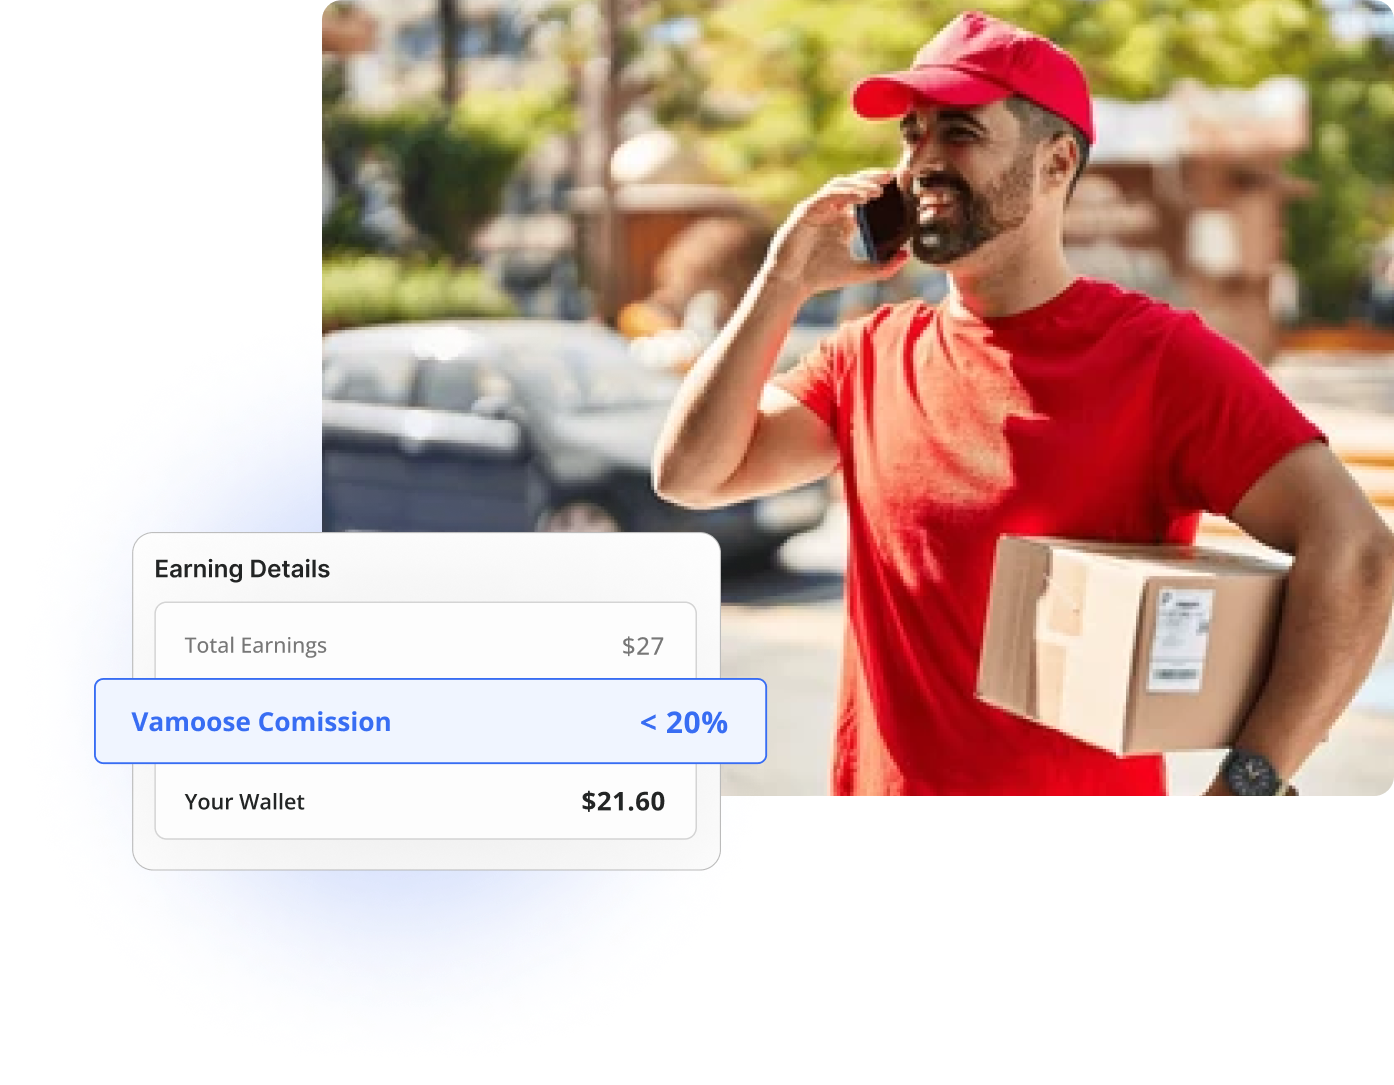 Earning Details
Total Earnings $27
Vamoose Comission < 20%
Your Wallet $21.60